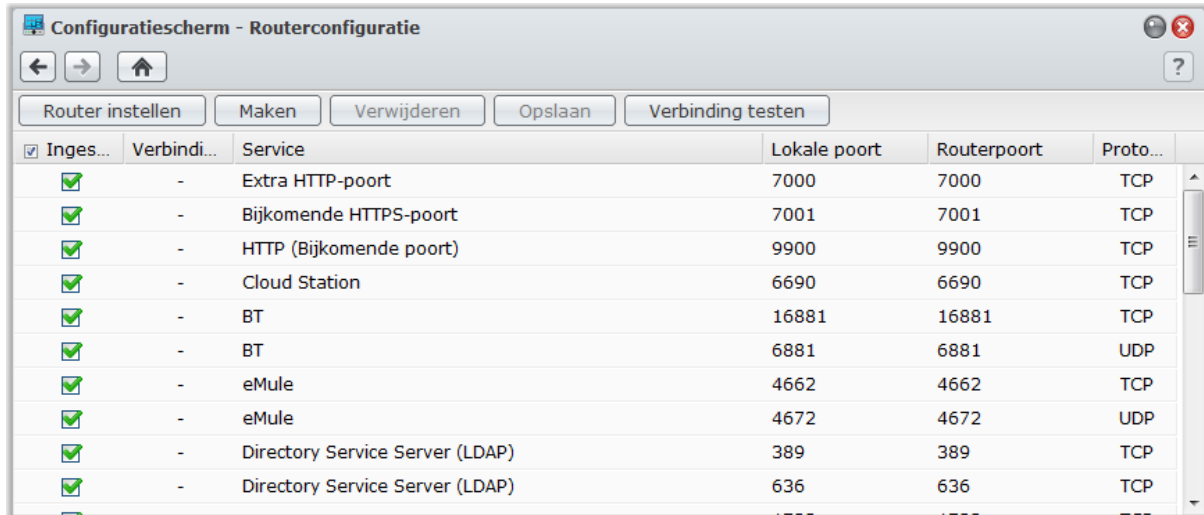 Configuratiescherm - Routerconfiguratie
?
Router instellen Maken Verwijderen Opslaan Verbinding testen
Inges... Verbindi... Service Lokale poort Routerpoort Proto...
- Extra HTTP-poort 7000 7000 TCP
- Bijkomende HTTPS-poort 7001 7001 TCP
- HTTP (Bijkomende poort) 9900 9900 TCP
- Cloud Station 6690 6690 TCP
- BT 16881 16881 TCP
- BT 6881 6881 UDP
- eMule 4662 4662 TCP
- eMule 4672 4672 UDP
- Directory Service Server (LDAP) 389 389 TCP
- Directory Service Server (LDAP) 636 636 TCP